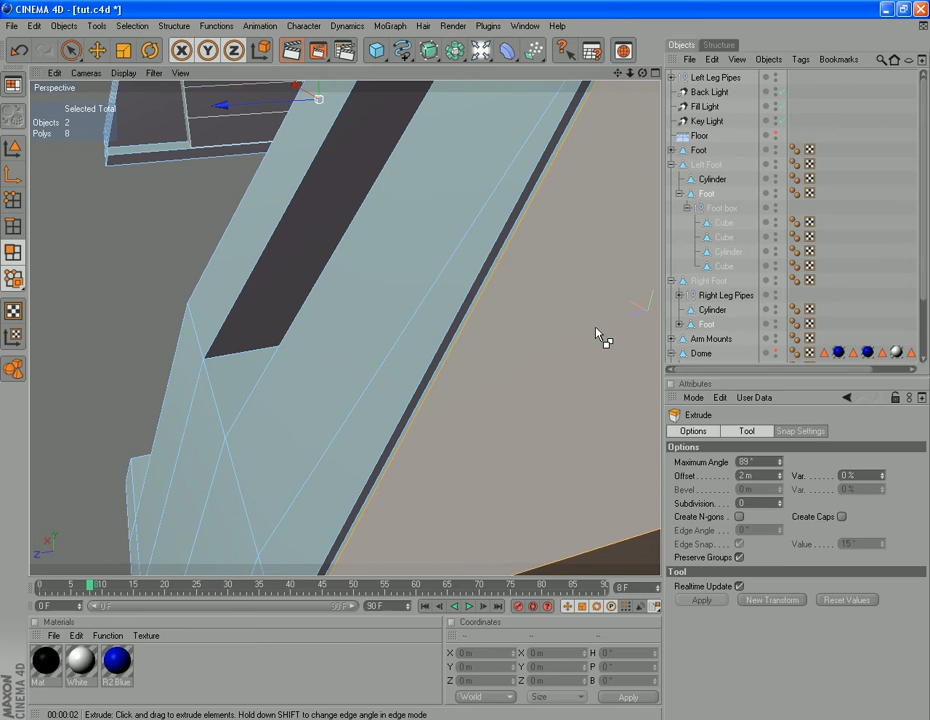 CINEMA 4D - [tut.c4d *]
File Edit Objects Tools Selection Structure Functions Animation Character Dynamics MoGraph Hair Render Plugins Window Help
Objects Structure
Edit Cameras Display Filter View
File Edit View Objects Tags Bookmarks
Perspective
Selected Total
Objects 2
Polys 8
Left Leg Pipes
Back Light
Fill Light
Key Light
Floor
Foot
Left Foot
Cylinder
Foot
Foot box
Cube
Cube
Cylinder
Cube
Right Foot
Right Leg Pipes
Cylinder
Foot
Arm Mounts
Dome
Attributes
Mode Edit User Data
Extrude
Options Tool Snap Settings
Options
Maximum Angle 89 °
Offset 2 m Var. 0 %
Bevel 0 m Var. 0 %
Subdivision 0
Create N-gons Create Caps
Edge Angle 0 °
Edge Snap Value 15 °
Preserve Groups
Tool
Realtime Update
Apply New Transform Reset Values
0 5 8 10 15 20 25 30 35 40 45 50 55 60 65 70 75 80 85 90 8 F
0 F 0 F 90 F 90 F
Materials
File Edit Function Texture
Mat White R2 Blue
Coordinates
X 0 m X 0 m H 0 °
Y 0 m Y 0 m P 0 °
Z 0 m Z 0 m B 0 °
World Size Apply
MAXON
CINEMA 4D
00:00:02 Extrude: Click and drag to extrude elements. Hold down SHIFT to change edge angle in edge mode